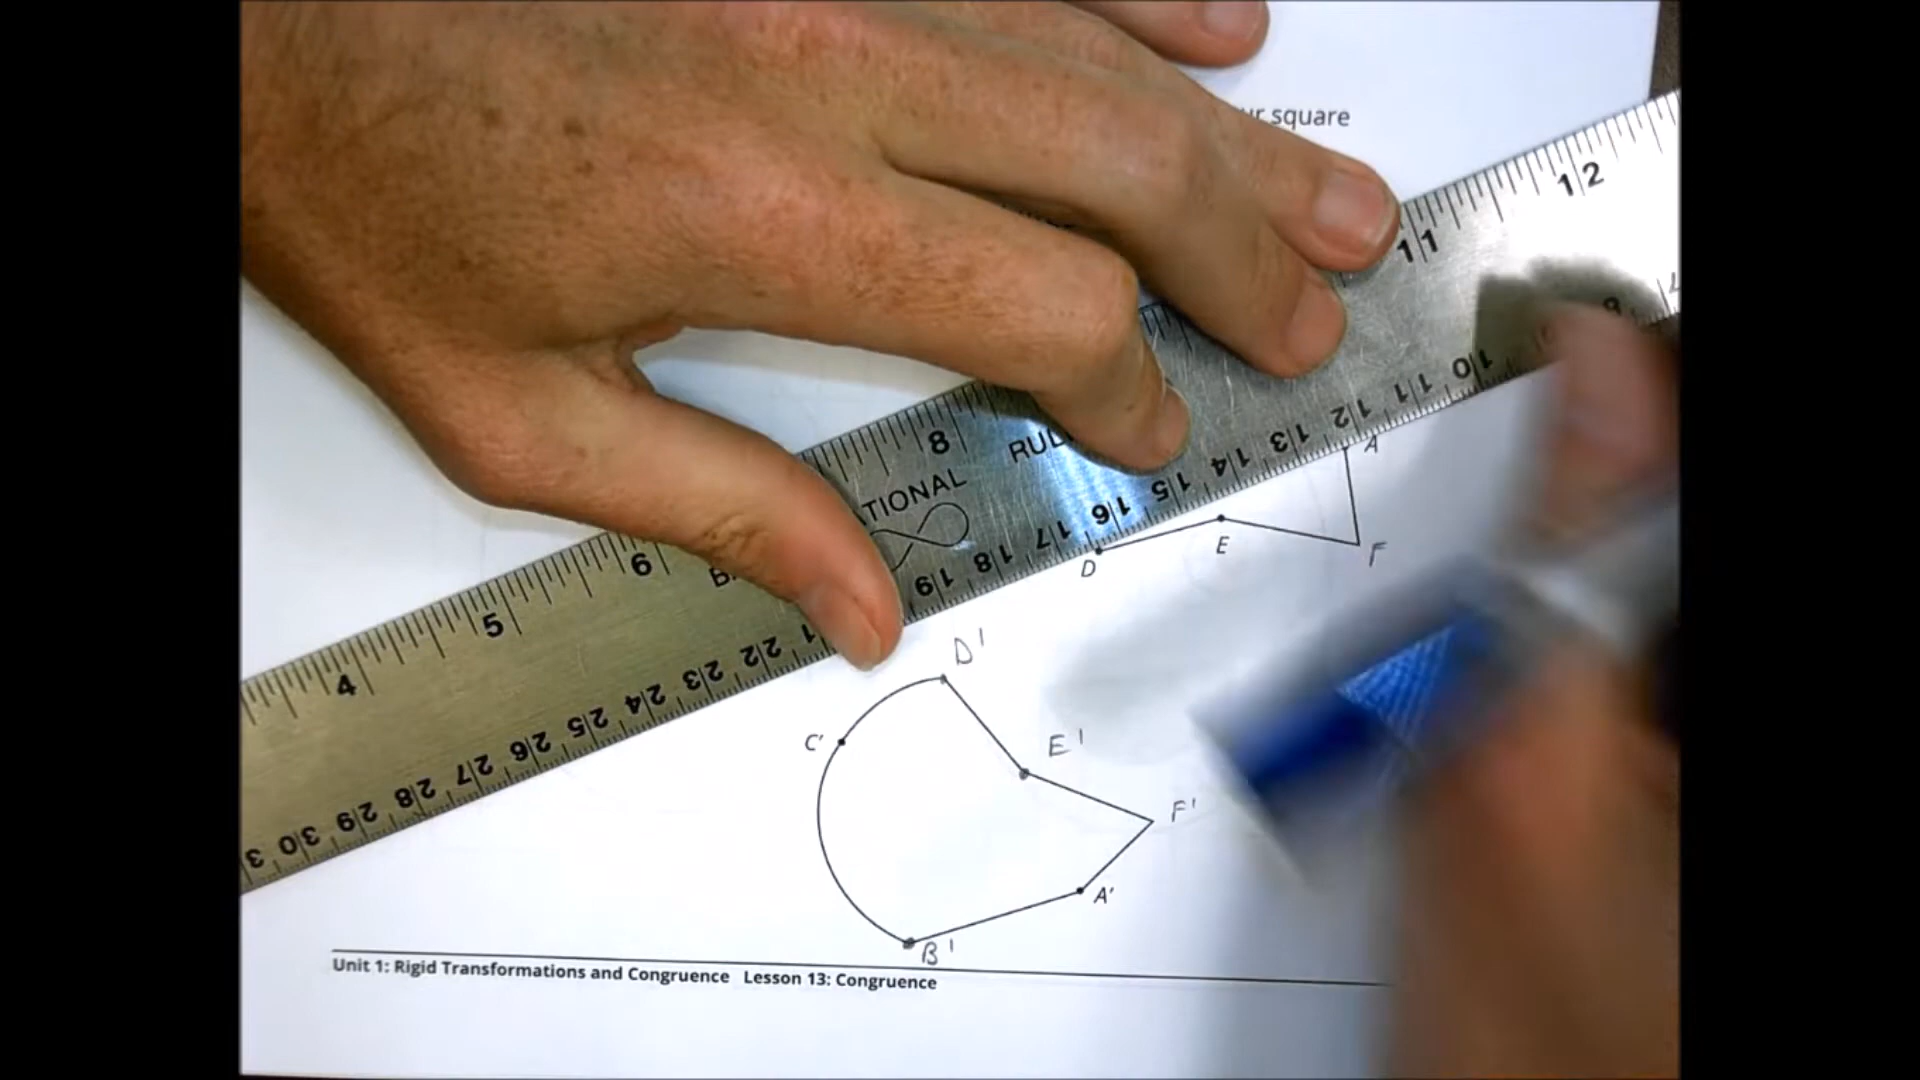 square
12
11
8
RUL
ATIONAL
6
5
4
10
11
12
13
14
15
16
17
18
19
22
23
24
25
26
27
28
29
30
A
D
E
F
D'
C'
E'
F'
A'
B'
Unit 1: Rigid Transformations and Congruence Lesson 13: Congruence